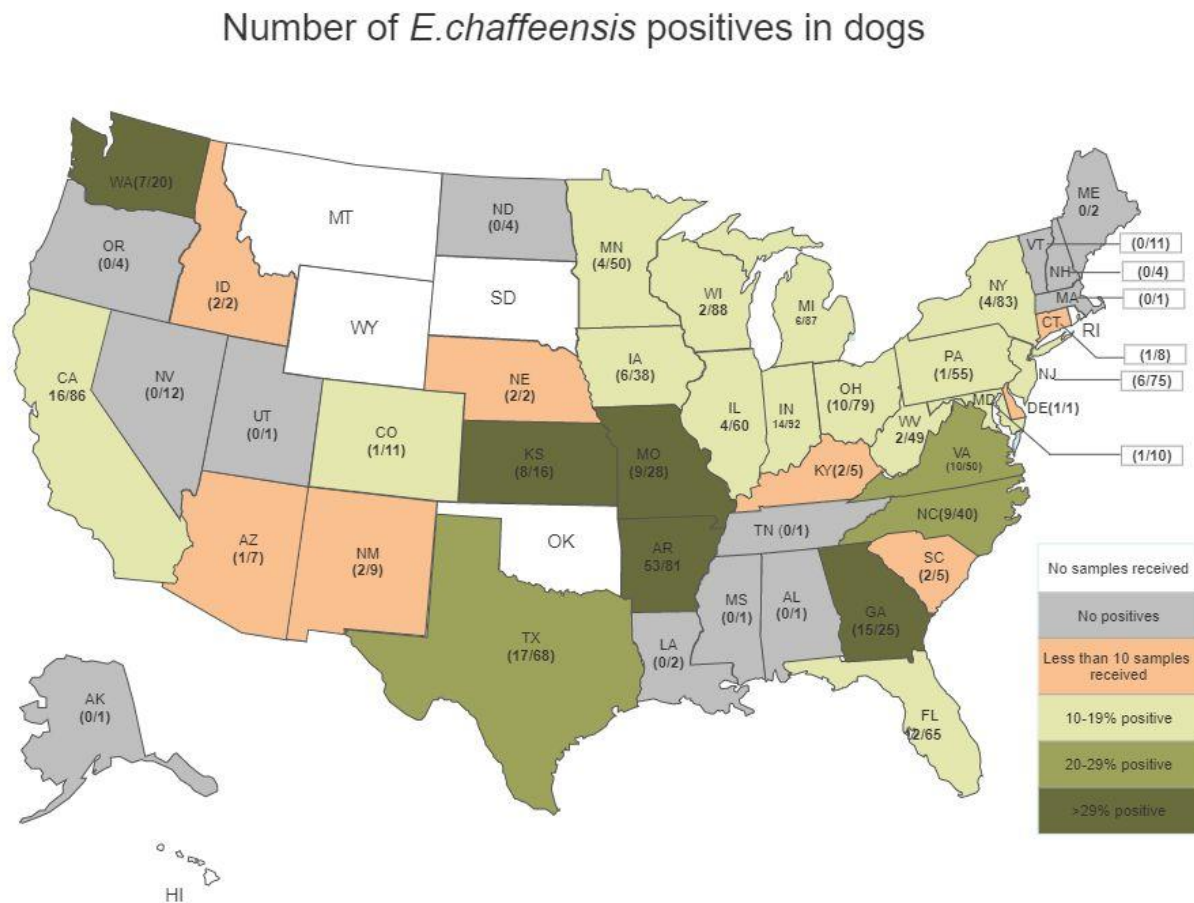 Number of E.chaffeensis positives in dogs
WA(7/20)
MT
ND
(0/4)
MN
(4/50)
ME
0/2
OR
(0/4)
ID
(2/2)
SD
WI
2/88
MI
6/87
VT
(0/11)
NH
(0/4)
NY
(4/83)
MA
(0/1)
CT
RI
(1/8)
WY
NE
(2/2)
IA
(6/38)
PA
(1/55)
NJ
(6/75)
CA
16/86
NV
(0/12)
UT
(0/1)
CO
(1/11)
IL
4/60
IN
14/92
OH
(10/79)
WV
2/49
MD
DE(1/1)
(1/10)
KS
(8/16)
MO
(9/28)
KY(2/5)
VA
(10/50)
AZ
(1/7)
NM
(2/9)
OK
AR
53/81
TN (0/1)
NC(9/40)
SC
(2/5)
TX
(17/68)
LA
(0/2)
MS
(0/1)
AL
(0/1)
GA
(15/25)
FL
12/65
AK
(0/1)
HI
No samples received
No positives
Less than 10 samples
received
10-19% positive
20-29% positive
>29% positive